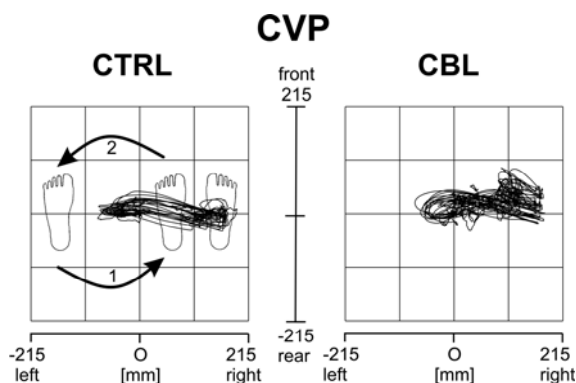 CVP
CTRL
front
215
CBL
2
1
-215
rear
-215
O
215
left
[mm]
right
-215
O
215
left
[mm]
right